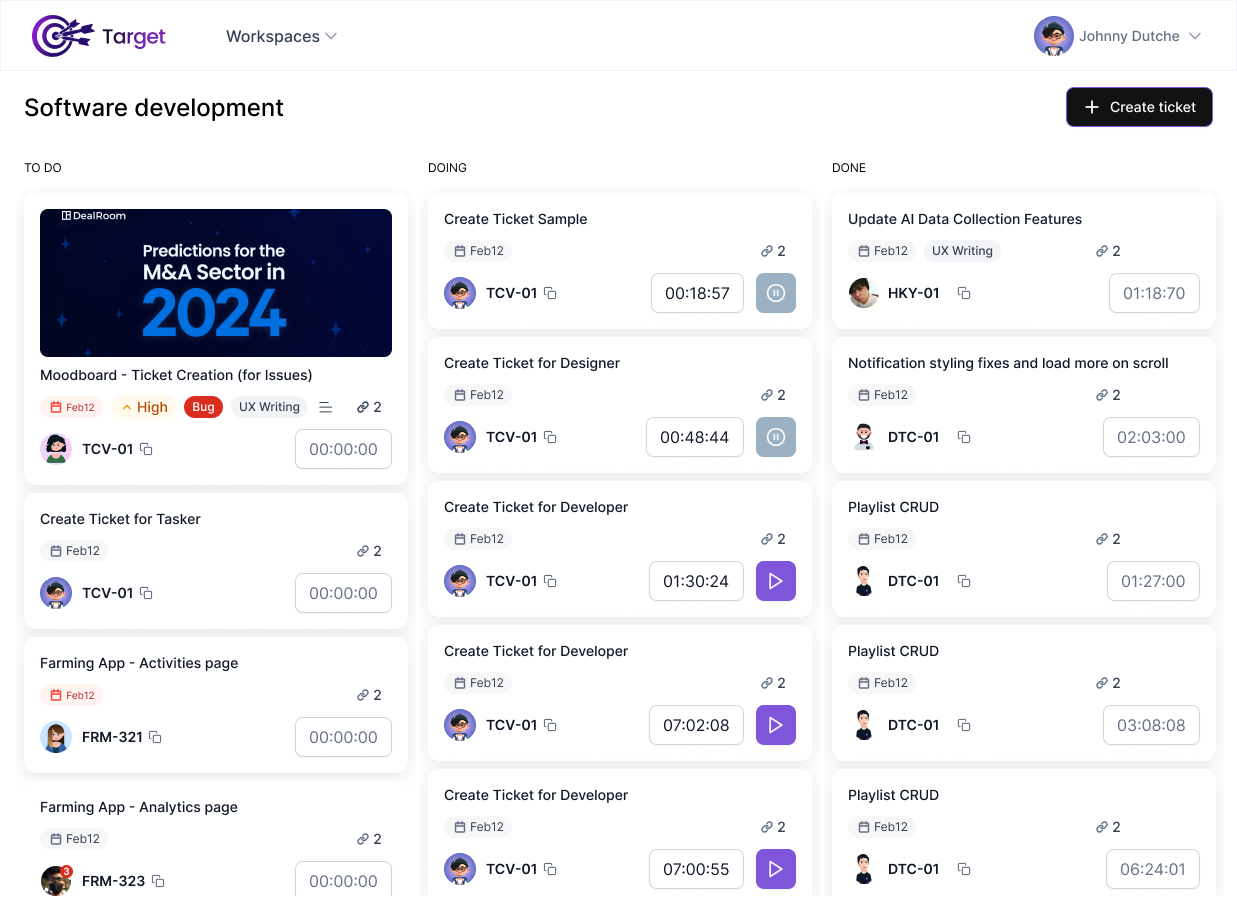 Target
Workspaces
Johnny Dutche
Software development
Create ticket
TO DO
DealRoom
Predictions for the
M&A Sector in
2024
Moodboard - Ticket Creation (for Issues)
Feb12 High Bug UX Writing 2
TCV-01 00:00:00
Create Ticket for Tasker
Feb12 2
TCV-01 00:00:00
Farming App - Activities page
Feb12 2
FRM-321 00:00:00
Farming App - Analytics page
Feb12 2
3
FRM-323 00:00:00
DOING
Create Ticket Sample
Feb12 2
TCV-01 00:18:57
Create Ticket for Designer
Feb12 2
TCV-01 00:48:44
Create Ticket for Developer
Feb12 2
TCV-01 01:30:24
Create Ticket for Developer
Feb12 2
TCV-01 07:02:08
Create Ticket for Developer
Feb12 2
TCV-01 07:00:55
DONE
Update AI Data Collection Features
Feb12 UX Writing 2
HKY-01 01:18:70
Notification styling fixes and load more on scroll
Feb12 2
DTC-01 02:03:00
Playlist CRUD
Feb12 2
DTC-01 01:27:00
Playlist CRUD
Feb12 2
DTC-01 03:08:08
Playlist CRUD
Feb12 2
DTC-01 06:24:01